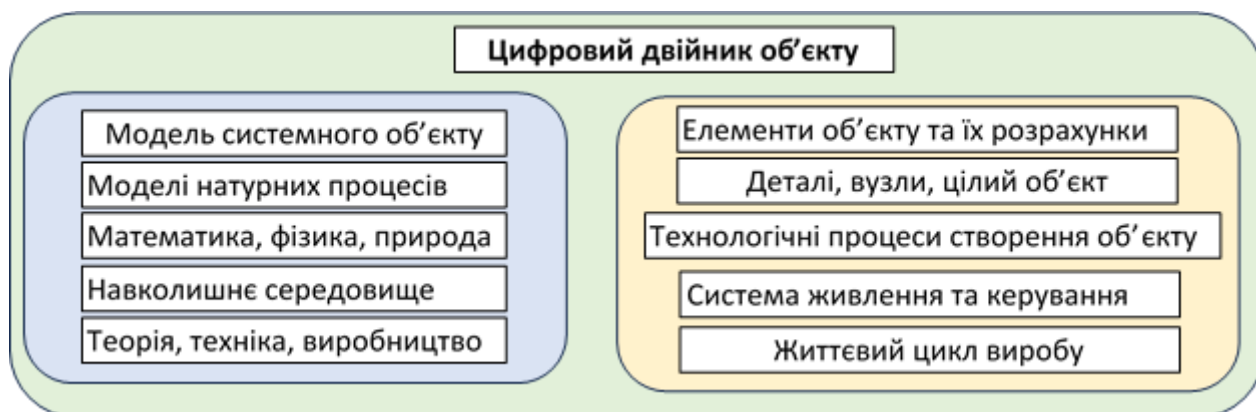 Цифровий двійник об’єкту
Модель системного об’єкту
Моделі натурних процесів
Математика, фізика, природа
Навколишнє середовище
Теорія, техніка, виробництво
Елементи об’єкту та їх розрахунки
Деталі, вузли, цілий об’єкт
Технологічні процеси створення об’єкту
Система живлення та керування
Життєвий цикл виробу